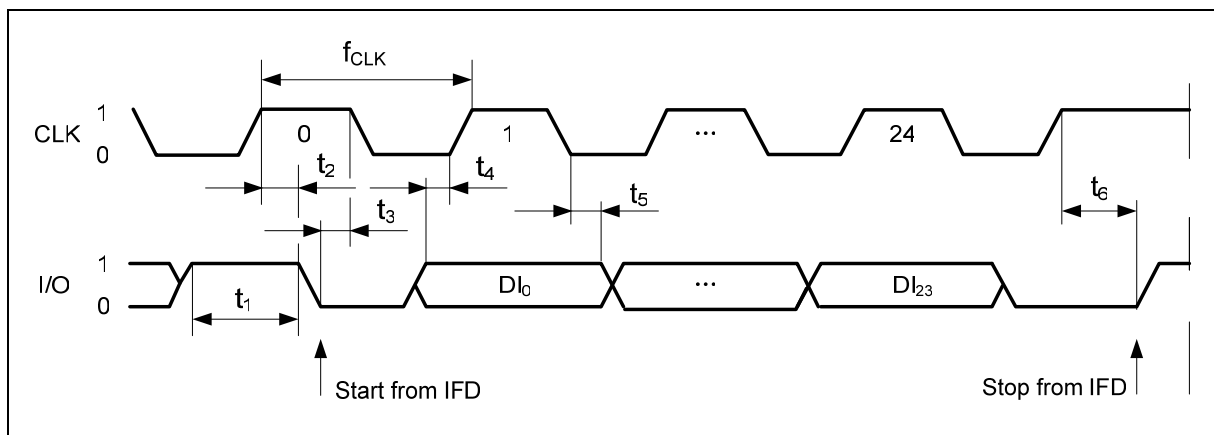 fCLK
1
CLK
0
0
1
...
24
t2
t4
t3
t5
t6
1
I/O
0
t1
DI0
...
DI23
Start from IFD
Stop from IFD